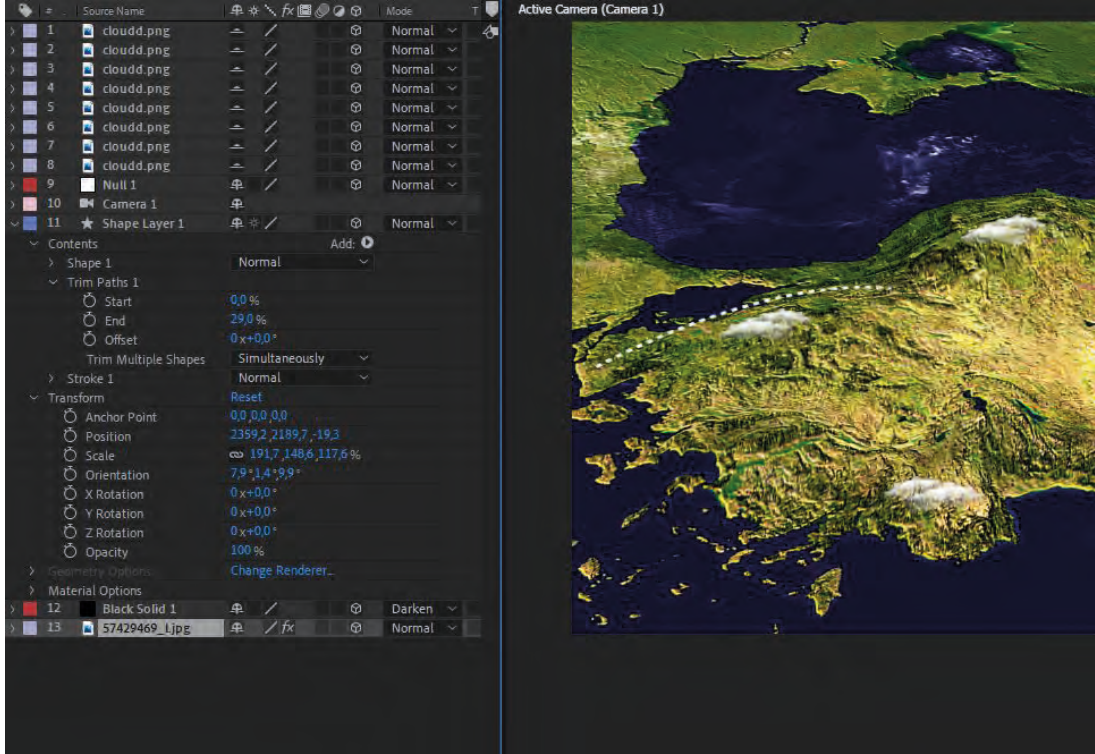 # Source Name fx Mode T
Active Camera (Camera 1)
1 cloudd.png Normal
2 cloudd.png Normal
3 cloudd.png Normal
4 cloudd.png Normal
5 cloudd.png Normal
6 cloudd.png Normal
7 cloudd.png Normal
8 cloudd.png Normal
9 Null 1 Normal
10 Camera 1
11 Shape Layer 1 Normal
Contents Add:
Shape 1 Normal
Trim Paths 1
Start 0,0 %
End 29,0 %
Offset 0x+0,0°
Trim Multiple Shapes Simultaneously
Stroke 1 Normal
Transform Reset
Anchor Point 0,0,0,0,0,0
Position 2359,2,2189,7,-19,3
Scale 191,7,148,6,117,6 %
Orientation 7,9°,1,4°,9,9°
X Rotation 0x+0,0°
Y Rotation 0x+0,0°
Z Rotation 0x+0,0°
Opacity 100 %
Geometry Options Change Renderer...
Material Options
12 Black Solid 1 Darken
13 57429469_l.jpg fx Normal